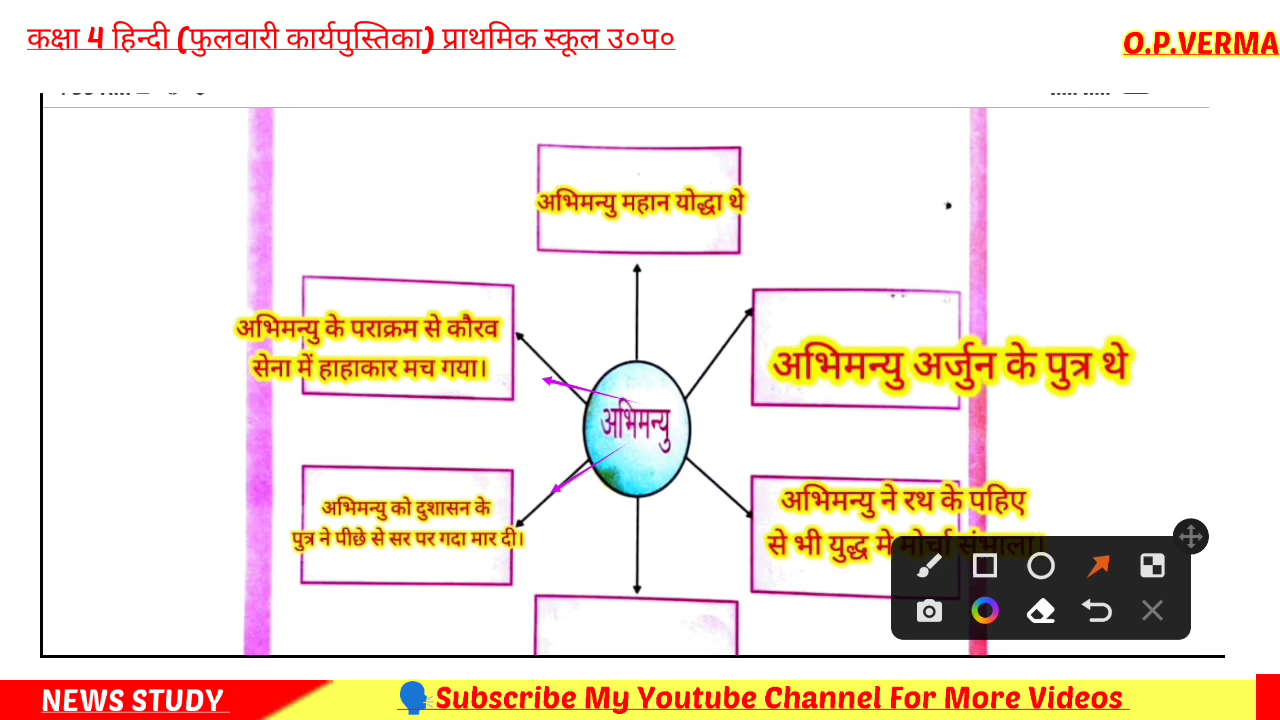 कक्षा 4 हिन्दी (फुलवारी कार्यपुस्तिका) प्राथमिक स्कूल उ०प०
O.P.VERMA
अभिमन्यु महान योद्धा थे
अभिमन्यु के पराक्रम से कौरव
सेना में हाहाकार मच गया।
अभिमन्यु अर्जुन के पुत्र थे
अभिमन्यु
अभिमन्यु को दुशासन के
पुत्र ने पीछे से सर पर गदा मार दी।
अभिमन्यु ने रथ के पहिए
से भी युद्ध मे मोर्चा संभाला।
NEWS STUDY
Subscribe My Youtube Channel For More Videos